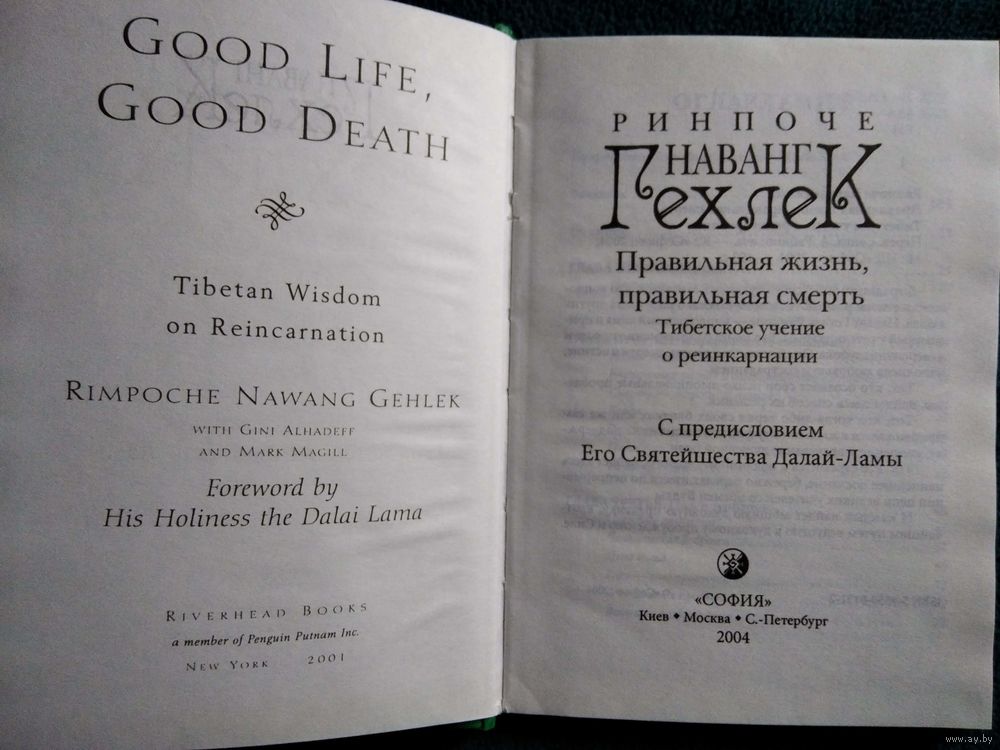 GOOD LIFE,
GOOD DEATH
Tibetan Wisdom
on Reincarnation
RIMPOCHE NAWANG GEHLEK
WITH GINI ALHADEFF
AND MARK MAGILL
Foreword by
His Holiness the Dalai Lama
RIVERHEAD BOOKS
a member of Penguin Putnam Inc.
NEW YORK 2001
РИНПОЧЕ
НАВАНГ
ГЕХЛЕК
Правильная жизнь,
правильная смерть
Тибетское учение
о реинкарнации
С предисловием
Его Святейшества Далай-Ламы
«СОФИЯ»
Киев ◆ Москва ◆ С.-Петербург
2004
www.ay.by